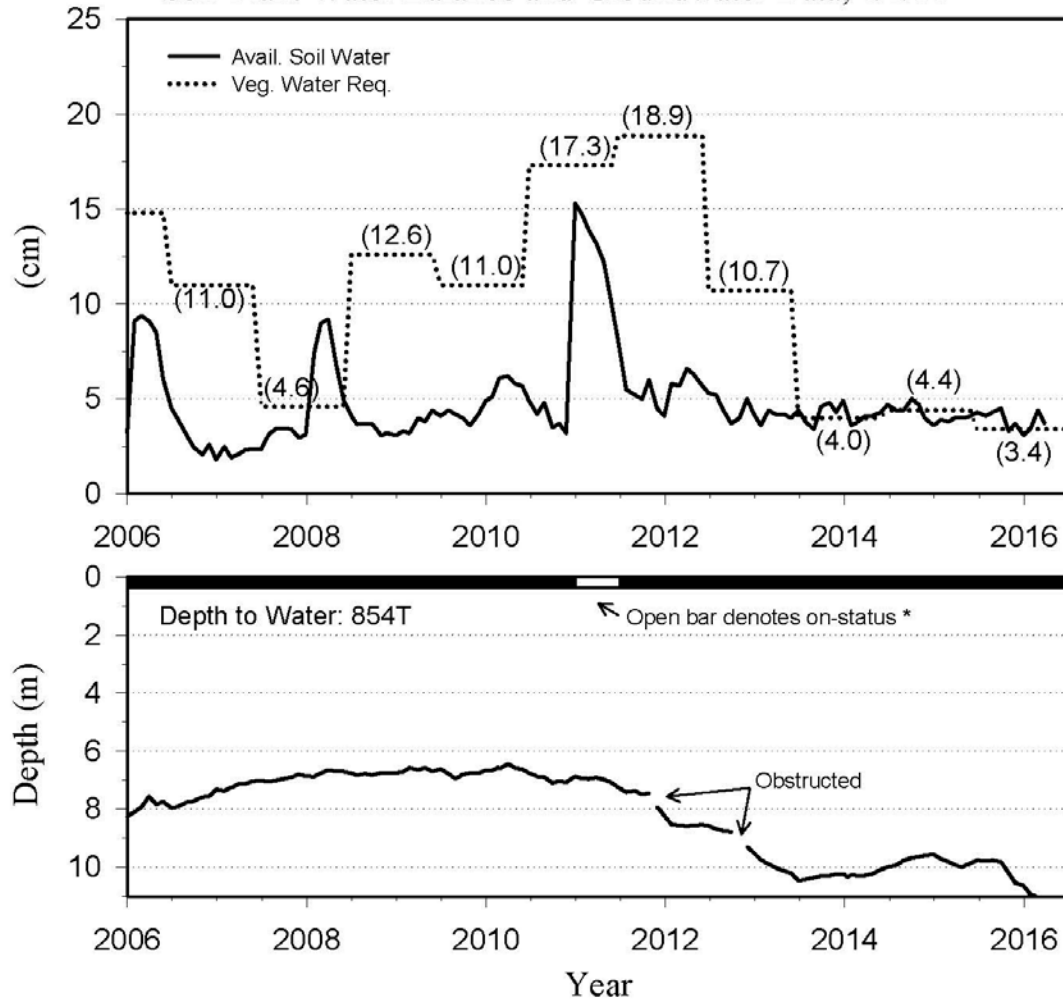 25
20
15
10
5
0
(cm)
Avail. Soil Water
Veg. Water Req.
(11.0)
(4.6)
(12.6)
(11.0)
(17.3)
(18.9)
(10.7)
(4.0)
(4.4)
(3.4)
2006 2008 2010 2012 2014 2016
0
2
4
6
8
10
Depth (m)
Depth to Water: 854T
Open bar denotes on-status *
Obstructed
2006 2008 2010 2012 2014 2016
Year